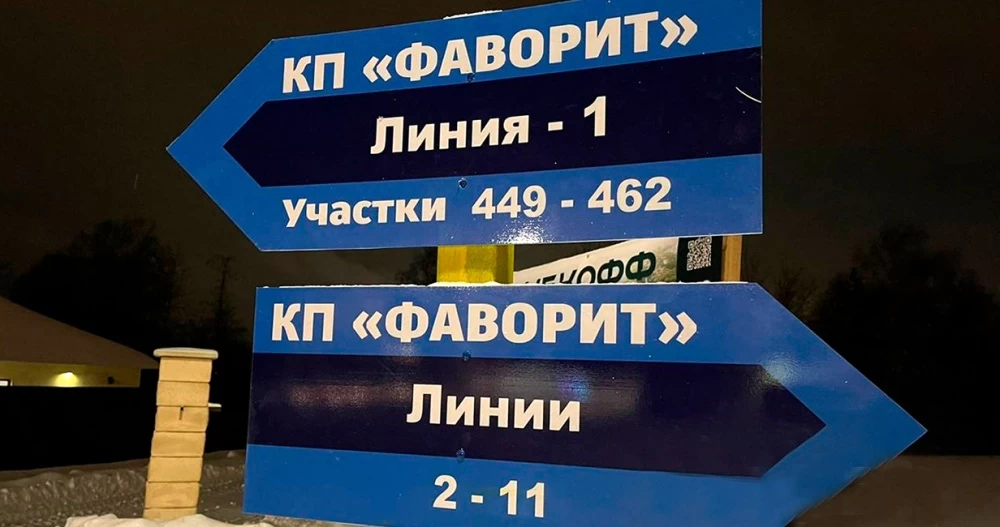 КП «ФАВОРИТ»
Линия - 1
Участки 449 - 462
КП «ФАВОРИТ»
Линии
2 - 11